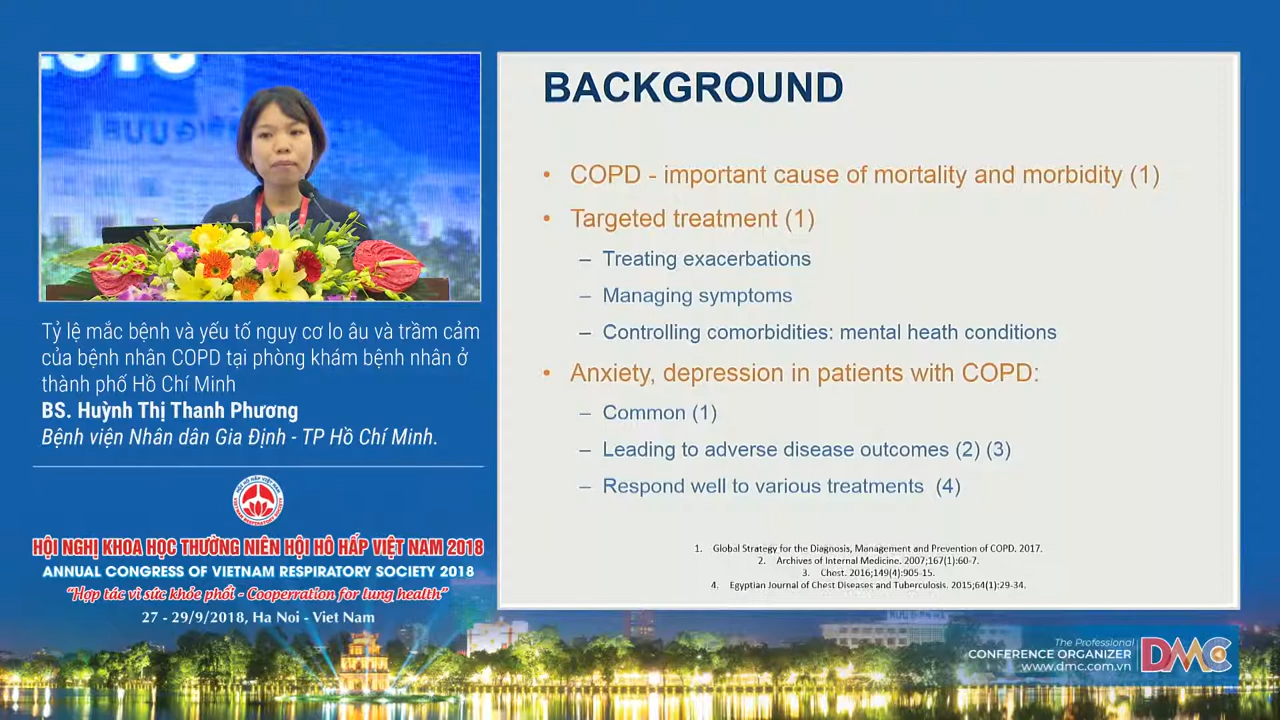 2018
BACKGROUND
• COPD - important cause of mortality and morbidity (1)
• Targeted treatment (1)
– Treating exacerbations
– Managing symptoms
– Controlling comorbidities: mental heath conditions
• Anxiety, depression in patients with COPD:
– Common (1)
– Leading to adverse disease outcomes (2) (3)
– Respond well to various treatments (4)
1. Global Strategy for the Diagnosis, Management and Prevention of COPD. 2017.
2. Archives of Internal Medicine. 2007;167(1):60-7.
3. Chest. 2016;149(4):905-15.
4. Egyptian Journal of Chest Diseases and Tuberculosis. 2015;64(1):29-34.
Tỷ lệ mắc bệnh và yếu tố nguy cơ lo âu và trầm cảm
của bệnh nhân COPD tại phòng khám bệnh nhân ở
thành phố Hồ Chí Minh
BS. Huỳnh Thị Thanh Phương
Bệnh viện Nhân dân Gia Định - TP Hồ Chí Minh.
HỘI HÔ HẤP VIỆT NAM
VIETNAM RESPIRATORY SOCIETY
HỘI NGHỊ KHOA HỌC THƯỜNG NIÊN HỘI HÔ HẤP VIỆT NAM 2018
ANNUAL CONGRESS OF VIETNAM RESPIRATORY SOCIETY 2018
“Hợp tác vì sức khỏe phổi - Cooperration for lung health”
27 - 29/9/2018, Ha Noi - Viet Nam
The Professional
CONFERENCE ORGANIZER
www.dmc.com.vn
DMC